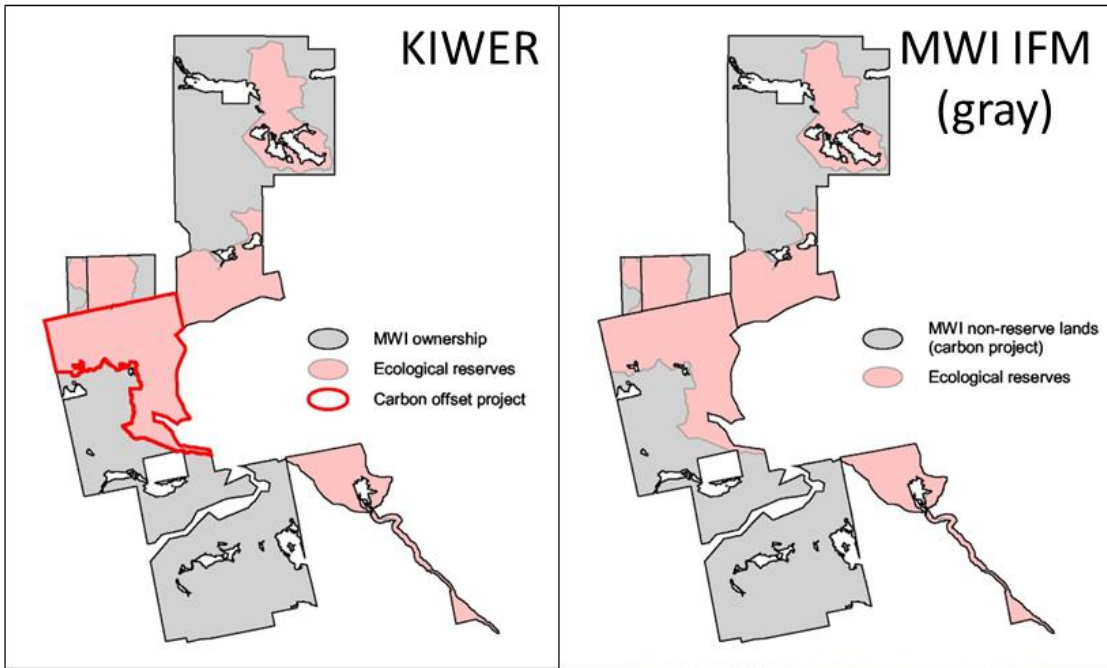 KIWER
MWI ownership
Ecological reserves
Carbon offset project
MWI IFM
(gray)
MWI non-reserve lands
(carbon project)
Ecological reserves